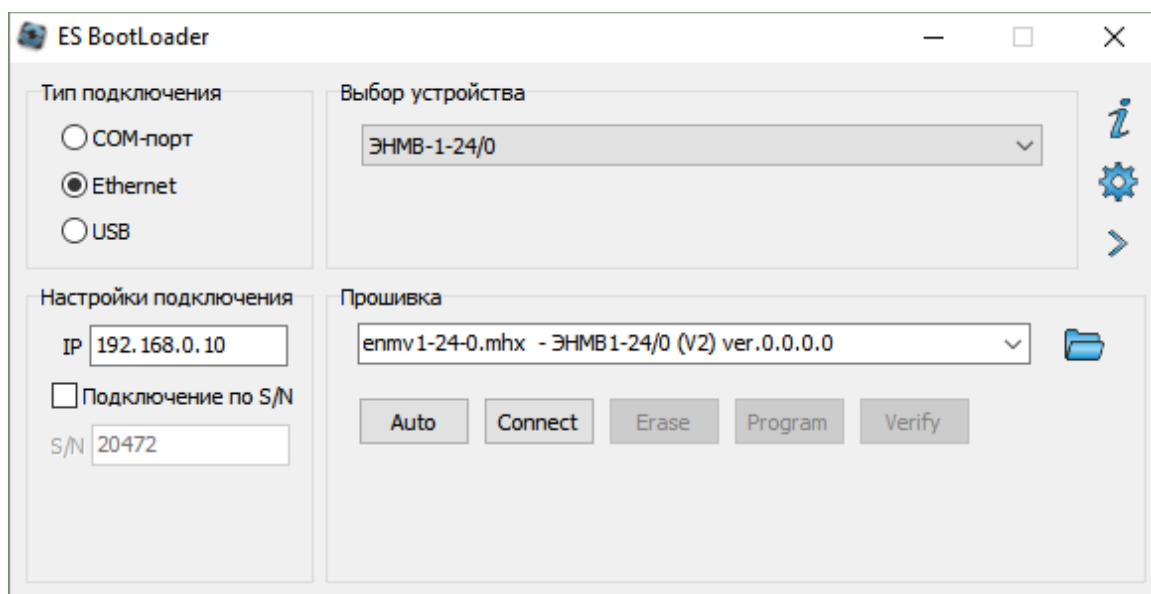 ES BootLoader
Тип подключения
COM-порт
Ethernet
USB
Выбор устройства
ЭНМВ-1-24/0
Настройки подключения
IP 192.168.0.10
Подключение по S/N
S/N 20472
Прошивка
enmv1-24-0.mhx - ЭНМВ1-24/0 (V2) ver.0.0.0.0
Auto Connect Erase Program Verify